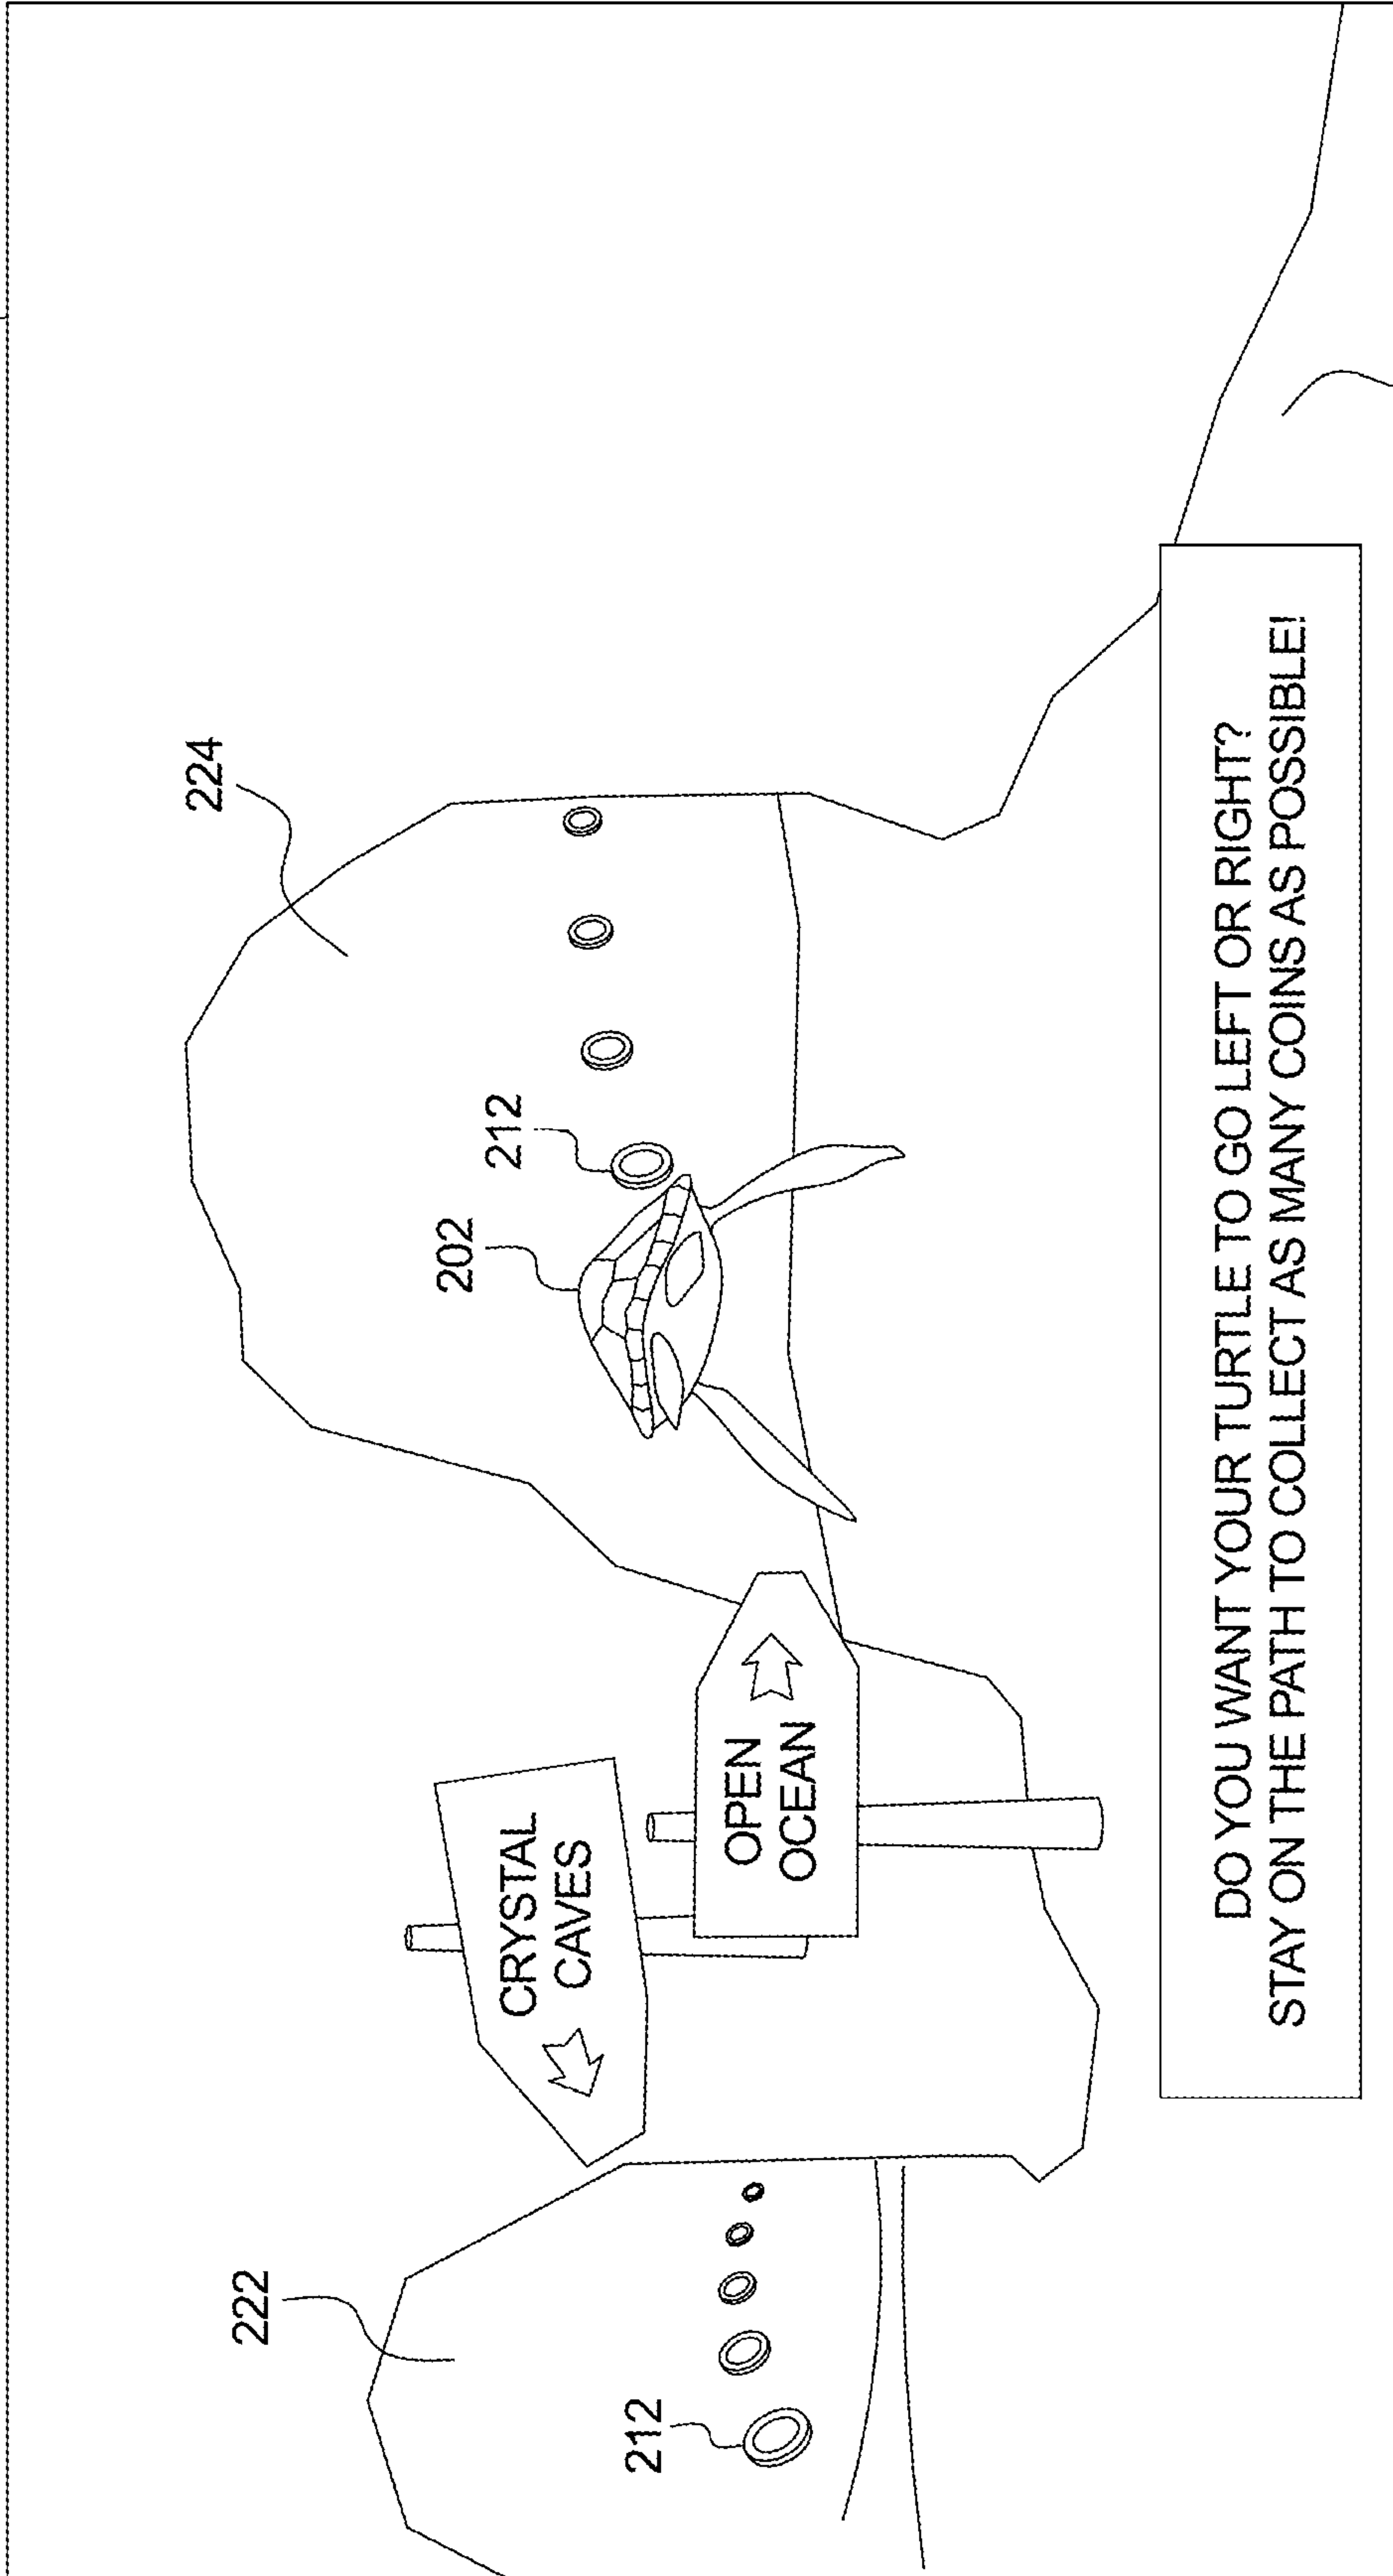 224
212
202
222
212
CRYSTAL
CAVES
OPEN
OCEAN
DO YOU WANT YOUR TURTLE TO GO LEFT OR RIGHT?
STAY ON THE PATH TO COLLECT AS MANY COINS AS POSSIBLE!